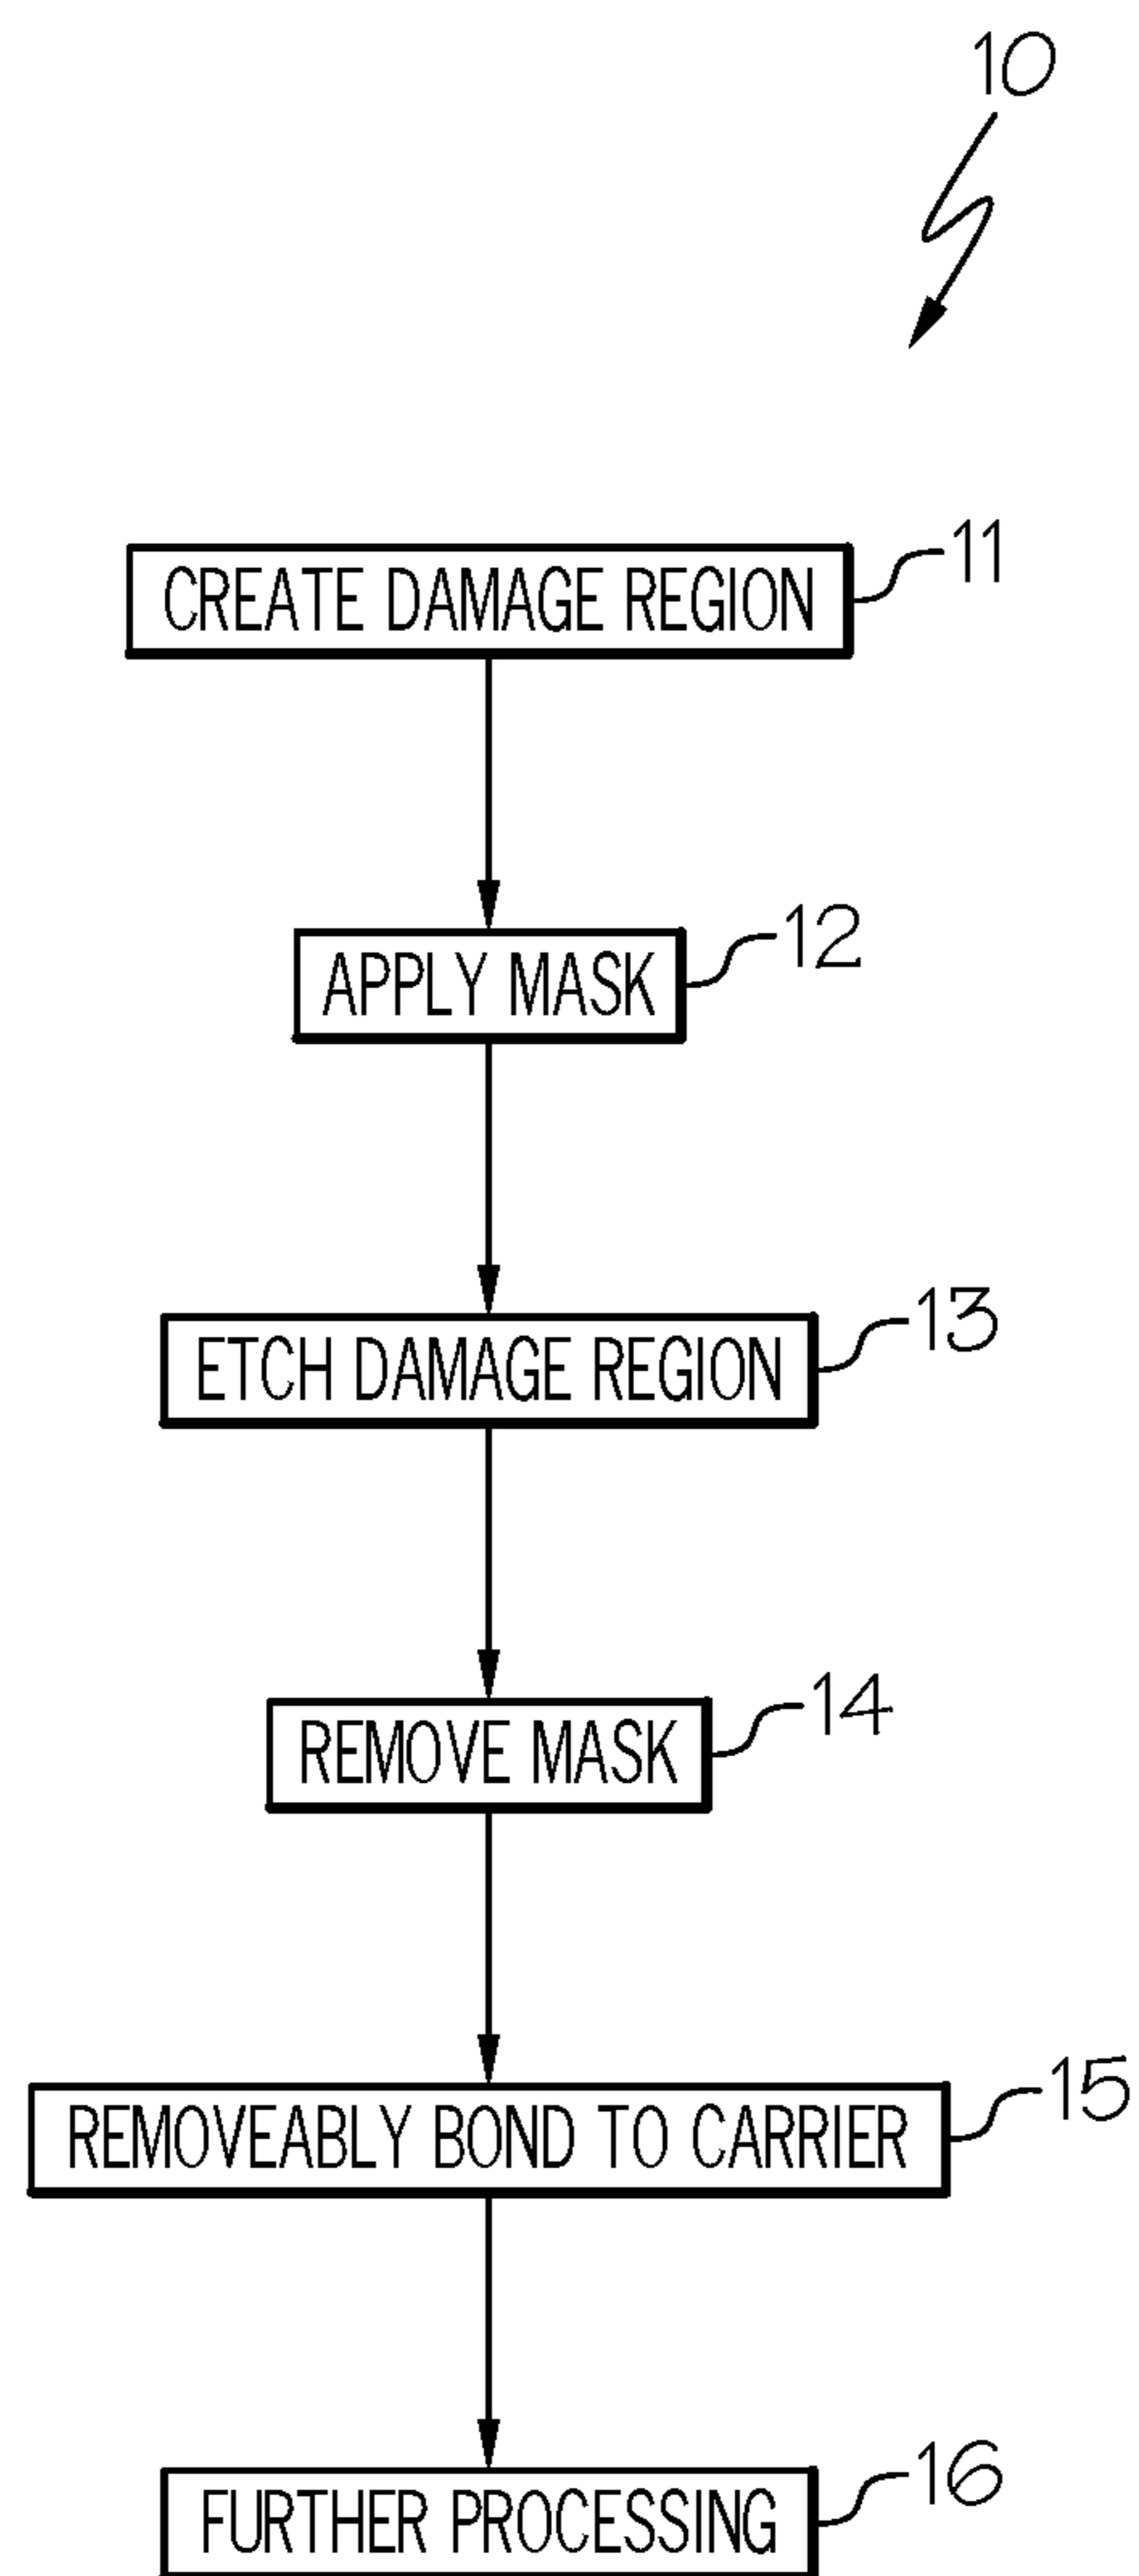 10
CREATE DAMAGE REGION 11
APPLY MASK 12
ETCH DAMAGE REGION 13
REMOVE MASK 14
REMOVEABLY BOND TO CARRIER 15
FURTHER PROCESSING 16